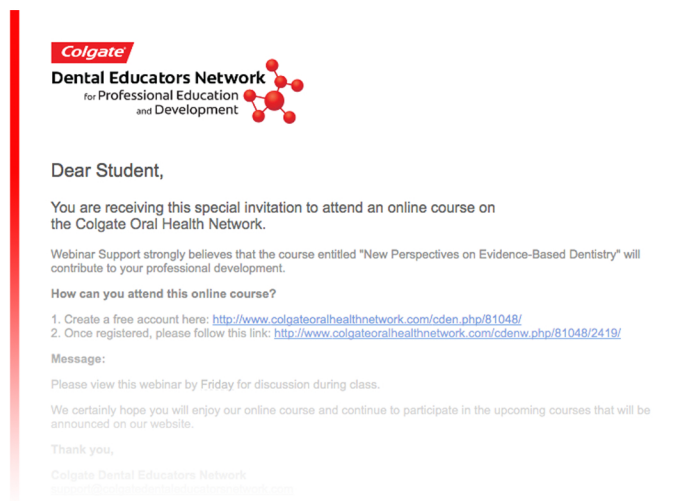 Colgate®
Dental Educators Network
for Professional Education
and Development
Dear Student,
You are receiving this special invitation to attend an online course on
the Colgate Oral Health Network.
Webinar Support strongly believes that the course entitled "New Perspectives on Evidence-Based Dentistry" will
contribute to your professional development.
How can you attend this online course?
1. Create a free account here: http://www.colgateoralhealthnetwork.com/cden.php/81048/
2. Once registered, please follow this link: http://www.colgateoralhealthnetwork.com/cdenw.php/81048/2419/
Message:
Please view this webinar by Friday for discussion during class.
We certainly hope you will enjoy our online course and continue to participate in the upcoming courses that will be
announced on our website.
Thank you,
Colgate Dental Educators Network